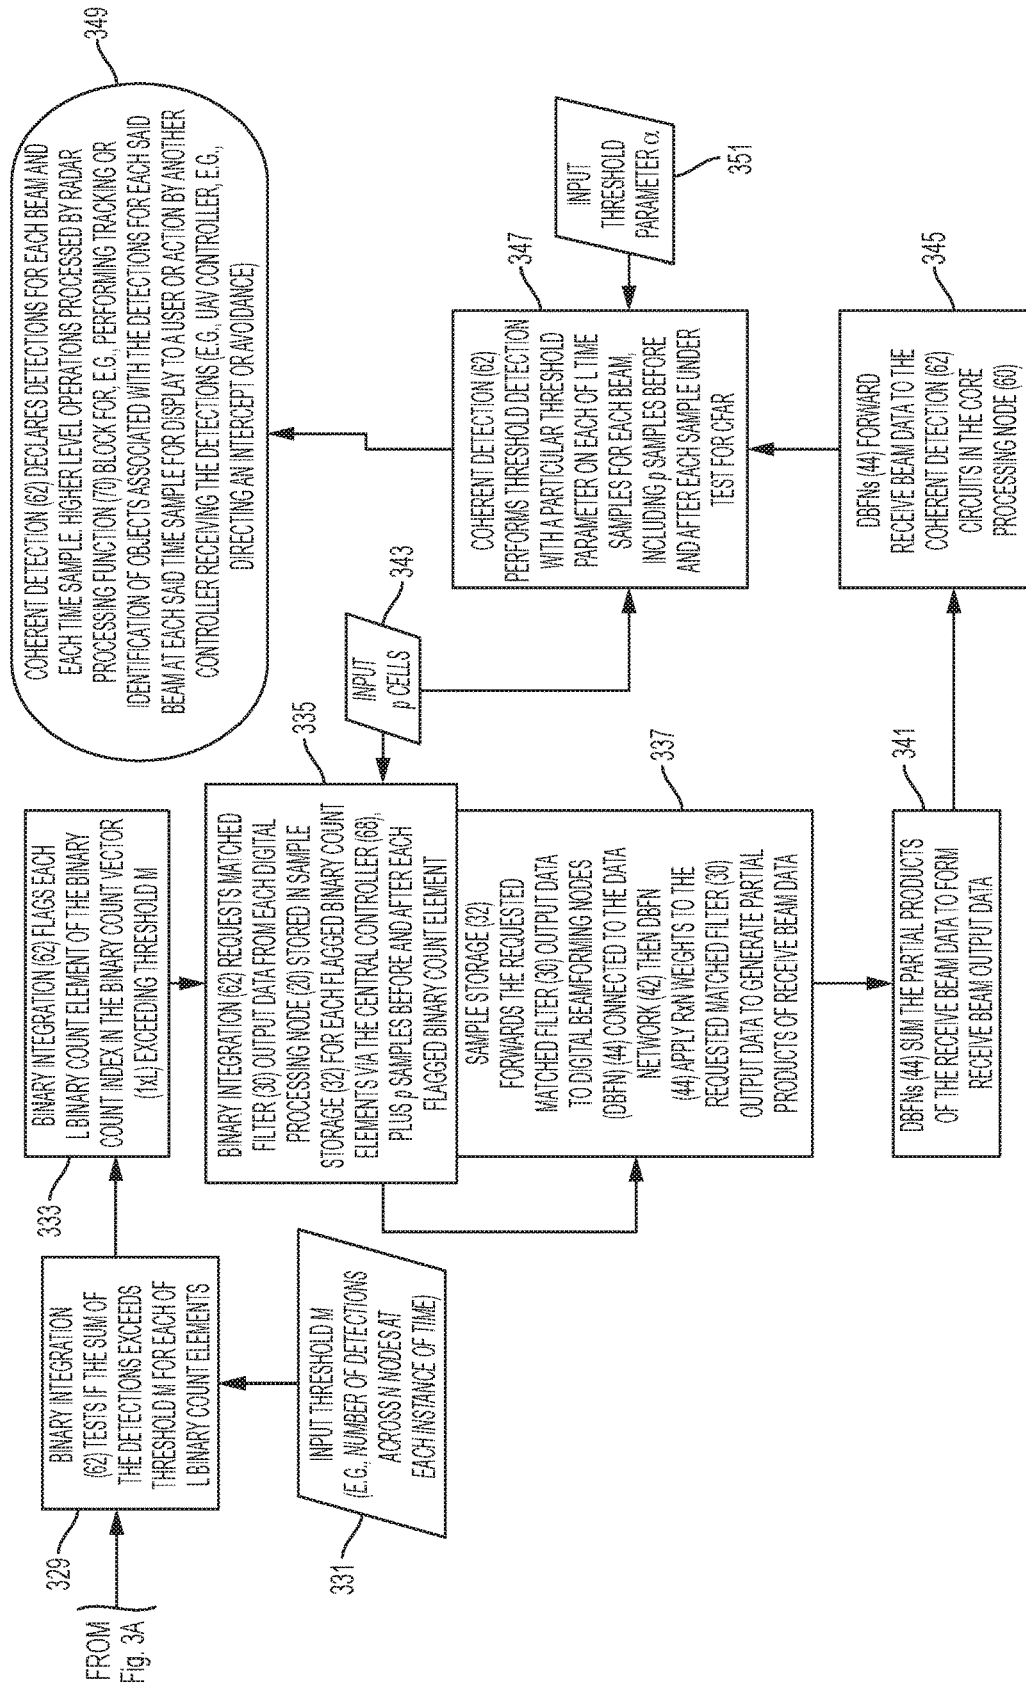 FROM
Fig. 3A
329
BINARY INTEGRATION
(62) TESTS IF THE SUM OF
THE DETECTIONS EXCEEDS
THRESHOLD M FOR EACH OF
L BINARY COUNT ELEMENTS
331
INPUT THRESHOLD M
(E.G., NUMBER OF DETECTIONS
ACROSS N NODES AT
EACH INSTANCE OF TIME)
333
BINARY INTEGRATION (62) FLAGS EACH
L BINARY COUNT ELEMENT OF THE BINARY
COUNT INDEX IN THE BINARY COUNT VECTOR
(1xL) EXCEEDING THRESHOLD M
335
BINARY INTEGRATION (62) REQUESTS MATCHED
FILTER (30) OUTPUT DATA FROM EACH DIGITAL
PROCESSING NODE (20) STORED IN SAMPLE
STORAGE (32) FOR EACH FLAGGED BINARY COUNT
ELEMENTS VIA THE CENTRAL CONTROLLER (68),
PLUS p SAMPLES BEFORE AND AFTER EACH
FLAGGED BINARY COUNT ELEMENT
343
INPUT
p CELLS
337
SAMPLE STORAGE (32)
FORWARDS THE REQUESTED
MATCHED FILTER (30) OUTPUT DATA
TO DIGITAL BEAMFORMING NODES
(DBFN) (44) CONNECTED TO THE DATA
NETWORK (42) THEN DBFN
(44) APPLY RxN WEIGHTS TO THE
REQUESTED MATCHED FILTER (30)
OUTPUT DATA TO GENERATE PARTIAL
PRODUCTS OF RECEIVE BEAM DATA
341
DBFNs (44) SUM THE PARTIAL PRODUCTS
OF THE RECEIVE BEAM DATA TO FORM
RECEIVE BEAM OUTPUT DATA
345
DBFNs (44) FORWARD
RECEIVE BEAM DATA TO THE
COHERENT DETECTION (62)
CIRCUITS IN THE CORE
PROCESSING NODE (60)
347
COHERENT DETECTION (62)
PERFORMS THRESHOLD DETECTION
WITH A PARTICULAR THRESHOLD
PARAMETER ON EACH OF L TIME
SAMPLES FOR EACH BEAM,
INCLUDING p SAMPLES BEFORE
AND AFTER EACH SAMPLE UNDER
TEST FOR CFAR
351
INPUT
THRESHOLD
PARAMETER α
349
COHERENT DETECTION (62) DECLARES DETECTIONS FOR EACH BEAM AND
EACH TIME SAMPLE. HIGHER LEVEL OPERATIONS PROCESSED BY RADAR
PROCESSING FUNCTION (70) BLOCK FOR, E.G., PERFORMING TRACKING OR
IDENTIFICATION OF OBJECTS ASSOCIATED WITH THE DETECTIONS FOR EACH SAID
BEAM AT EACH SAID TIME SAMPLE FOR DISPLAY TO A USER OR ACTION BY ANOTHER
CONTROLLER RECEIVING THE DETECTIONS (E.G., UAV CONTROLLER, E.G.,
DIRECTING AN INTERCEPT OR AVOIDANCE)